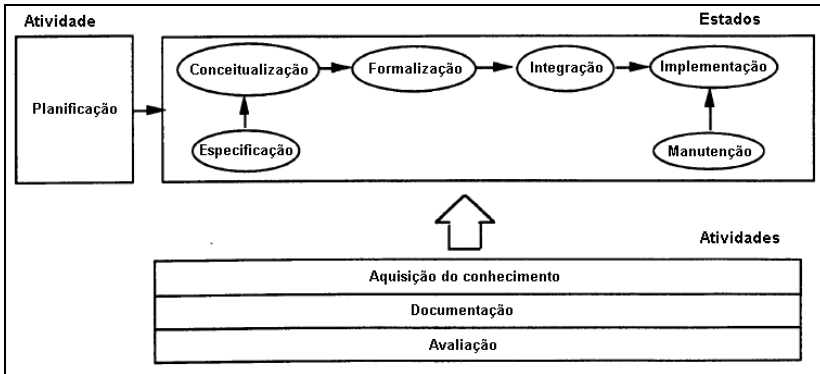 Atividade
Estados
Conceitualização
Formalização
Integração
Implementação
Planificação
Especificação
Manutenção
Atividades
Aquisição do conhecimento
Documentação
Avaliação